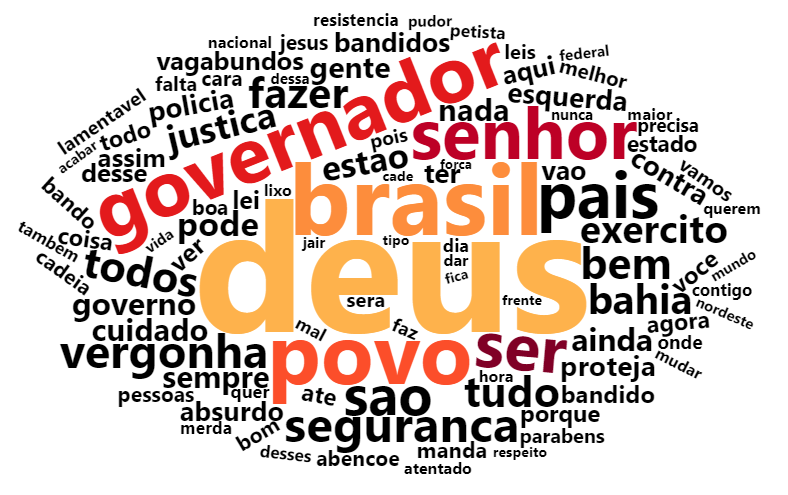 resistencia
pudor
petista
nacional
jesus
bandidos
leis
federal
vagabundos
gente
dessa
aqui
melhor
falta
cara
fazer
governador
esquerda
lamentavel
policia
justica
nada
nunca
maior
acabar
todo
pois
senhor
precisa
assim
estao
estado
desse
cade
forca
ter
vao
contra
vamos
bando
boa
lei
lixo
brasil
pais
querem
coisa
pode
tambem
vida
ver
jair
tipo
dia
exercito
cadeia
todos
deus
dar
bem
voce
mundo
fica
governo
sera
frente
bahia
contigo
nordeste
cuidado
mal
faz
agora
vergonha
povo
ser
ainda
onde
mudar
sempre
hora
proteja
pessoas
quer
ate
sao
tudo
bandido
absurdo
porque
merda
bom
seguranca
parabens
desses
abencoe
manda
respeito
atentado